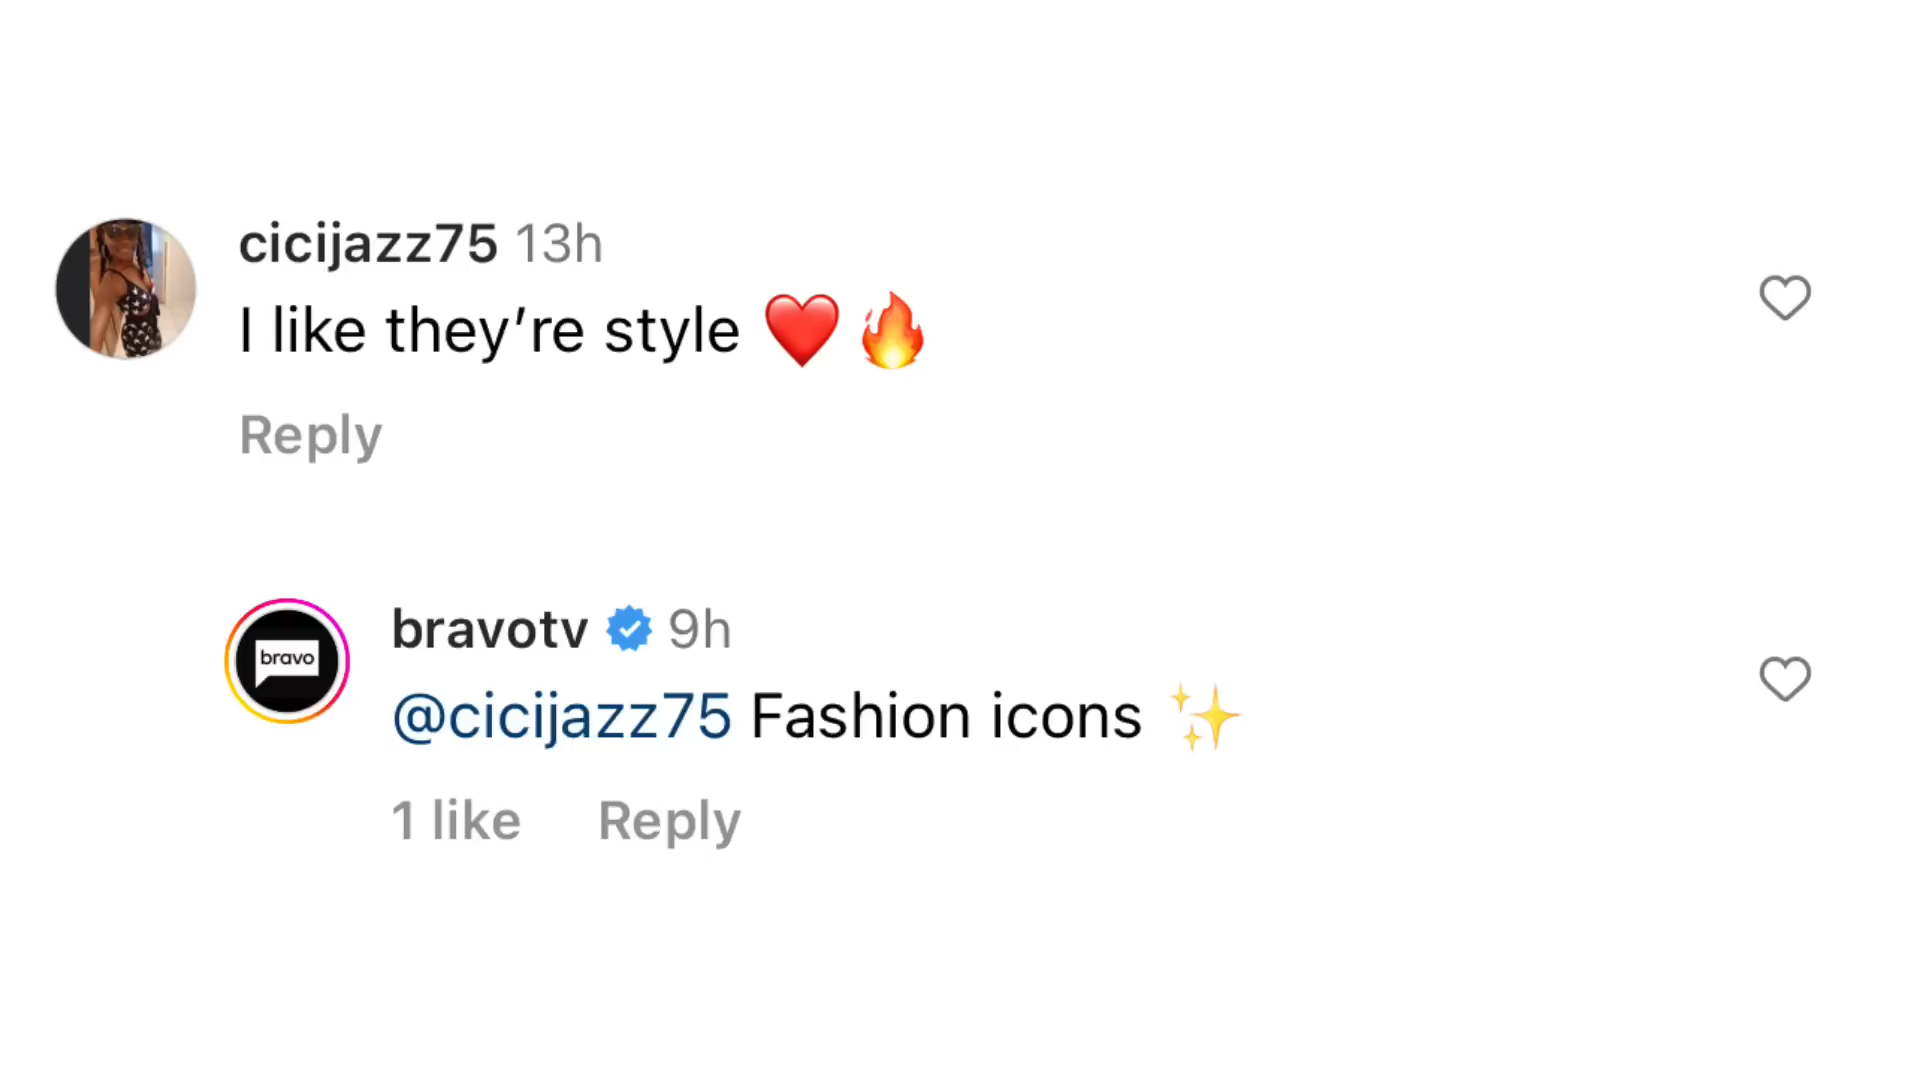 cicijazz75 13h
I like they’re style ❤️🔥
Reply
bravo
bravotv 9h
@cicijazz75 Fashion icons ✨
1 like Reply